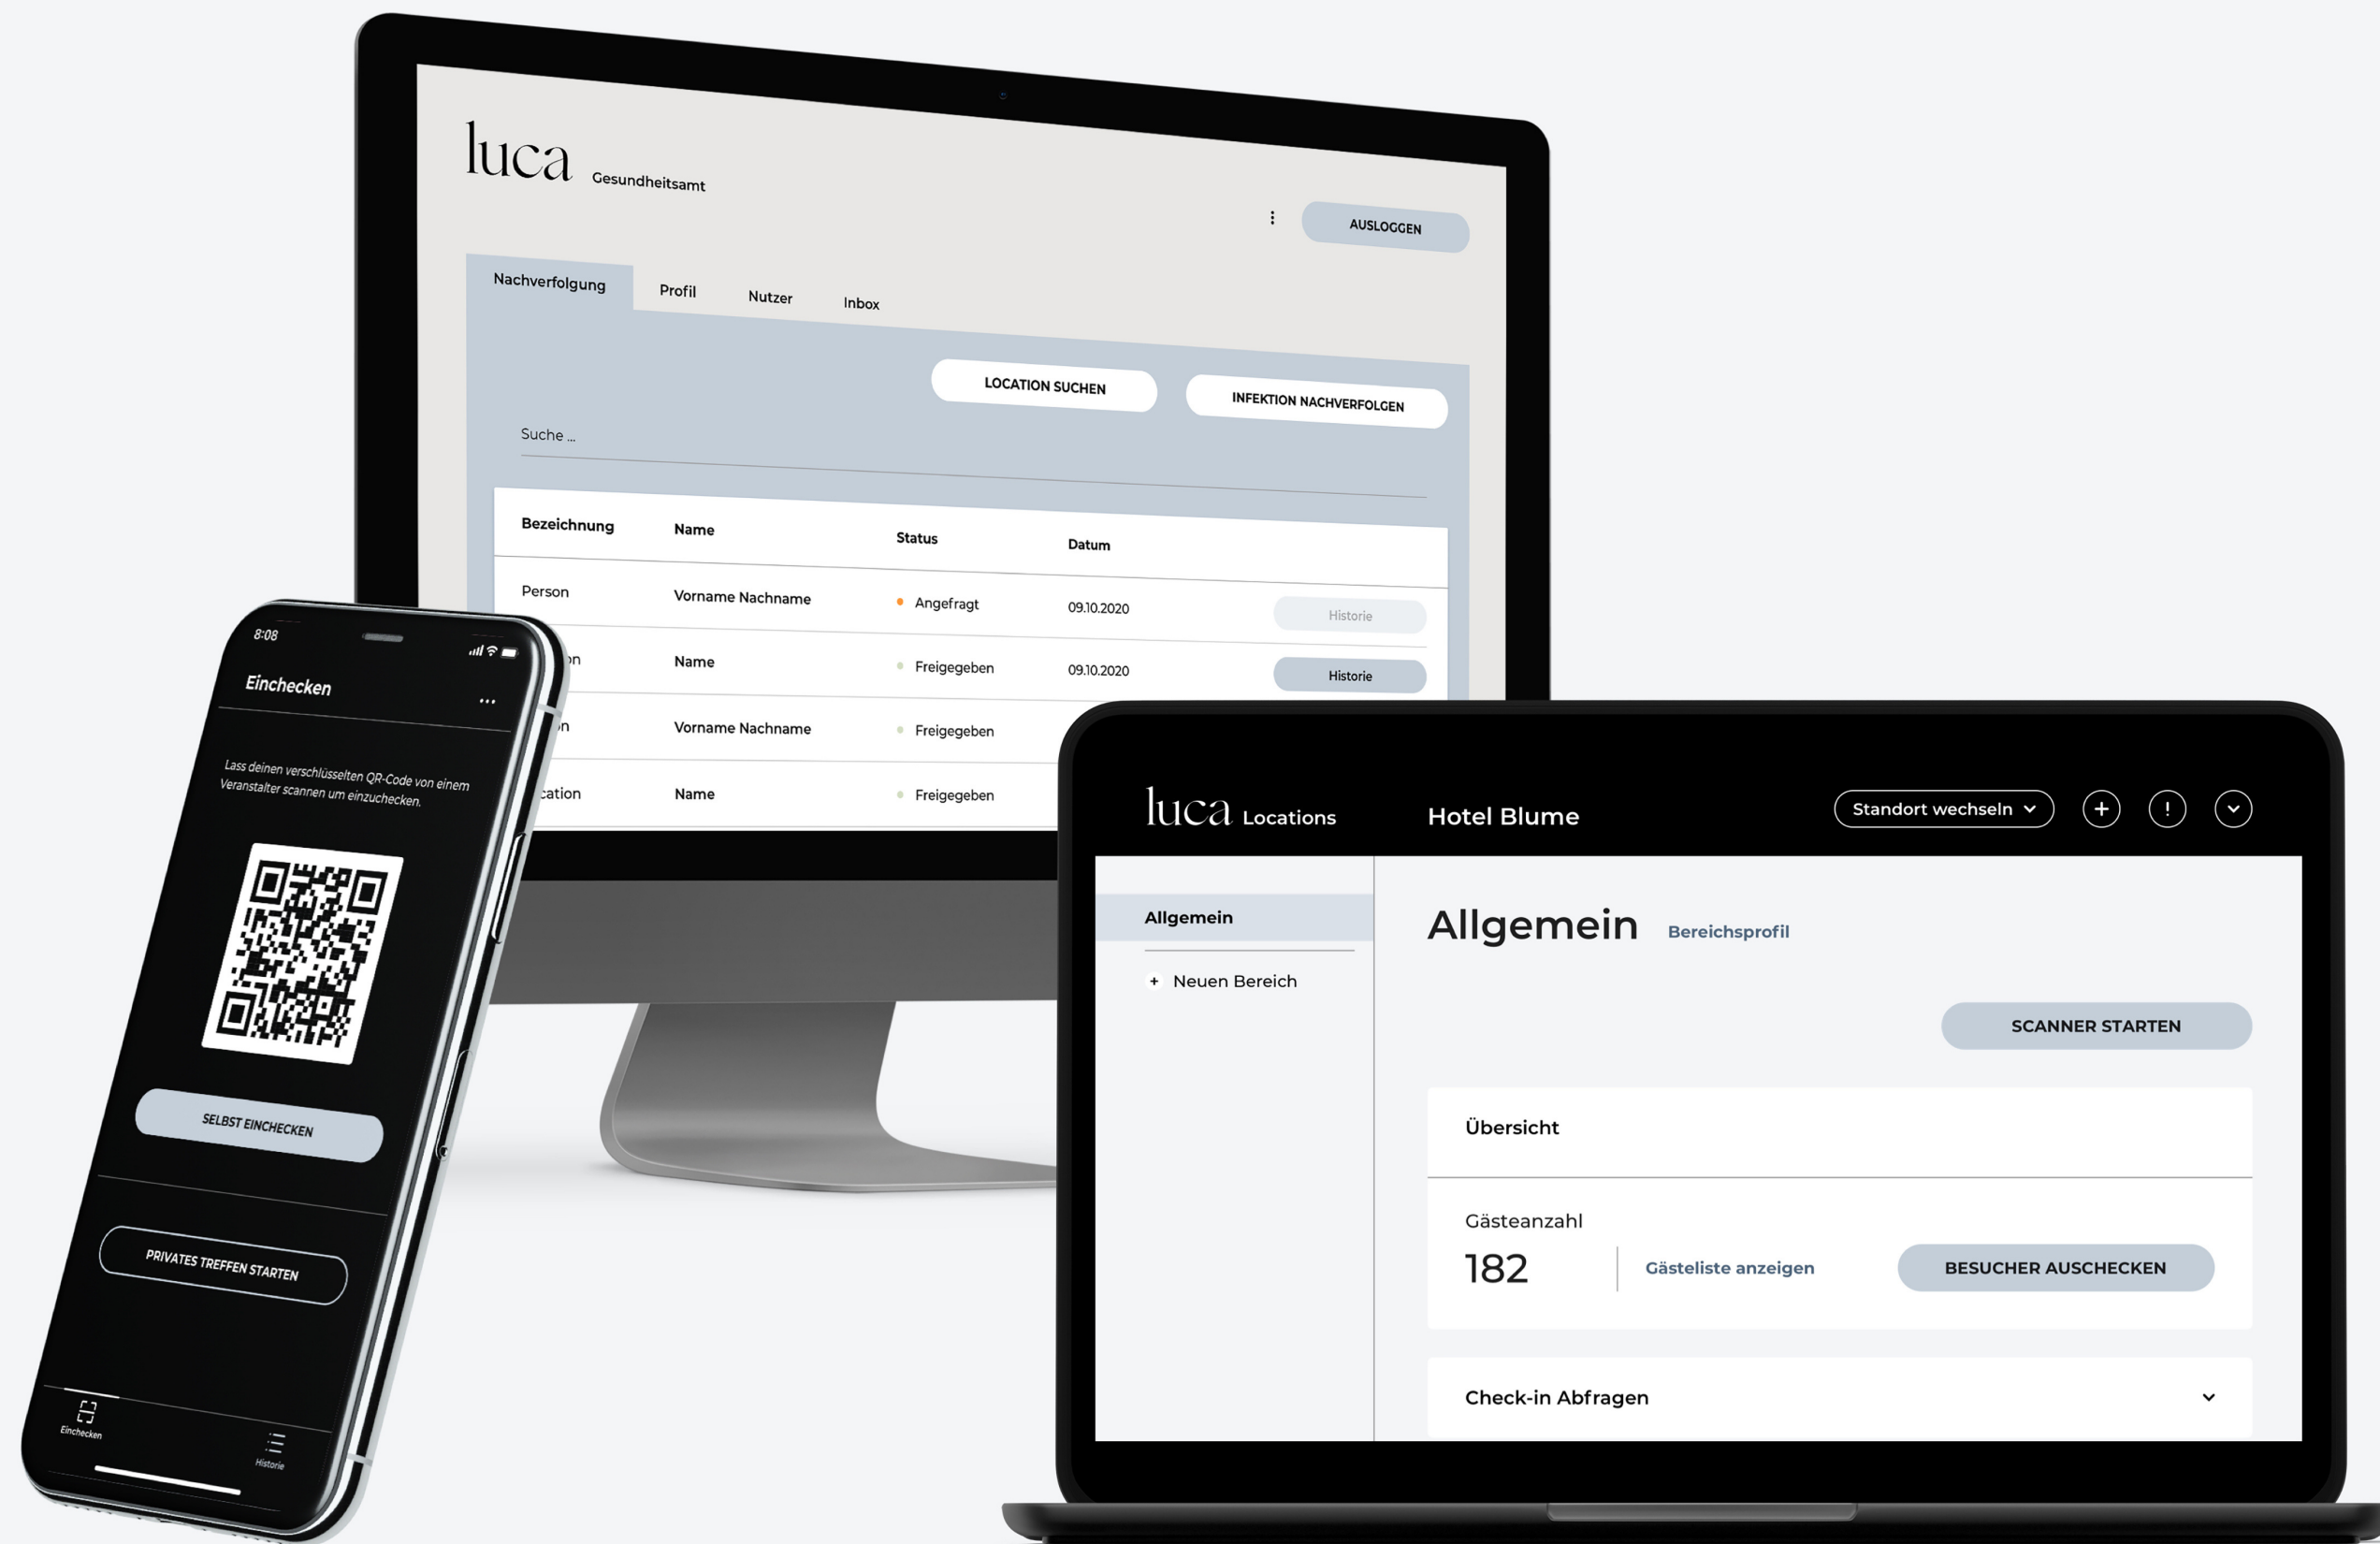 luca Gesundheitsamt
AUSLOGGEN
Nachverfolgung Profil Nutzer Inbox
LOCATION SUCHEN INFEKTION NACHVERFOLGEN
Suche ...
Bezeichnung Name Status Datum
Person Vorname Nachname Angefragt 09.10.2020 Historie
Name Freigegeben 09.10.2020 Historie
Vorname Nachname Freigegeben
Name Freigegeben
8:08
Einchecken
Lass deinen verschlüsselten QR-Code von einem
Veranstalter scannen um einzuchecken.
SELBST EINCHECKEN
PRIVATES TREFFEN STARTEN
Einchecken Historie
luca Locations Hotel Blume Standort wechseln
Allgemein
+ Neuen Bereich
Allgemein Bereichsprofil
SCANNER STARTEN
Übersicht
Gästeanzahl
182 Gästeliste anzeigen BESUCHER AUSCHECKEN
Check-in Abfragen